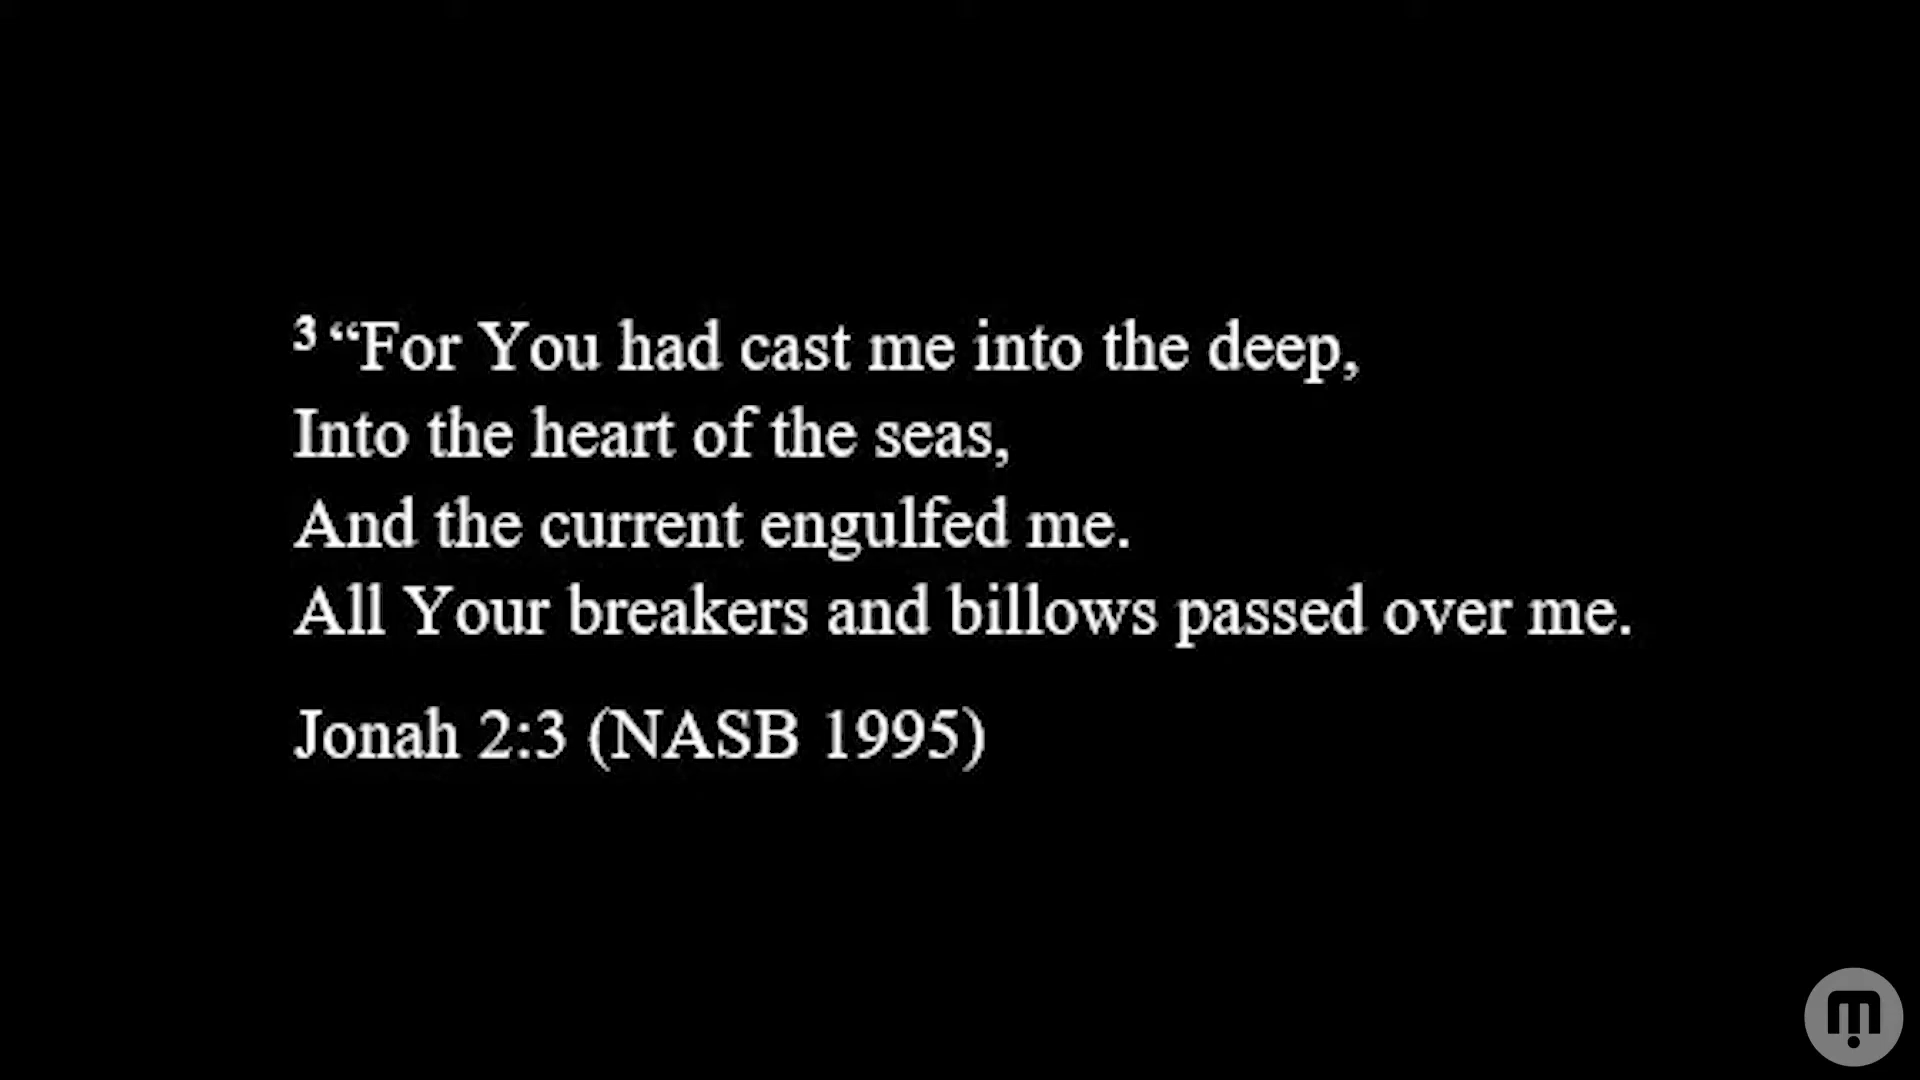 3 “For You had cast me into the deep,
Into the heart of the seas,
And the current engulfed me.
All Your breakers and billows passed over me.
Jonah 2:3 (NASB 1995)
m